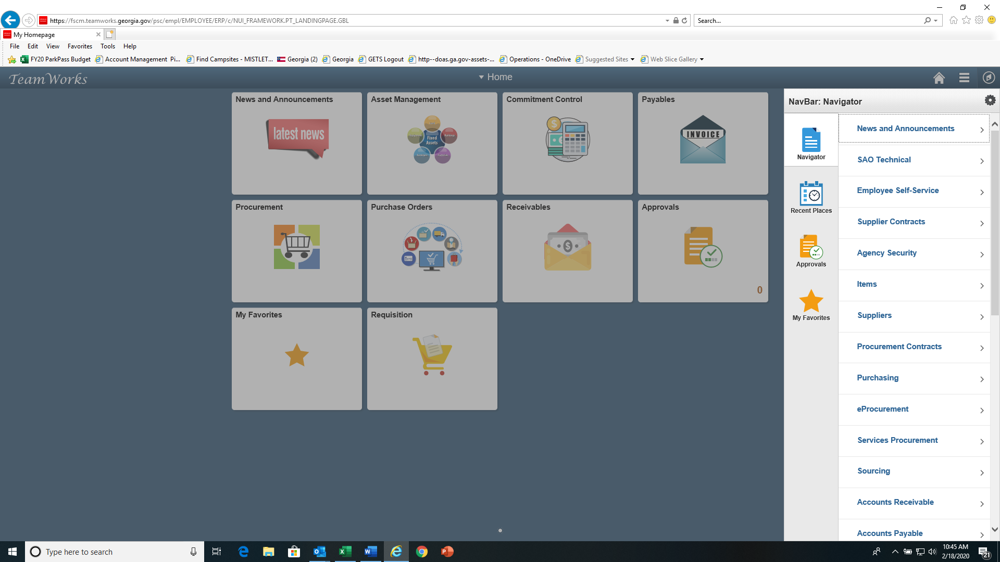 https://fscm.teamworks.georgia.gov/psc/empl/EMPLOYEE/ERP/c/NUI_FRAMEWORK.PT_LANDINGPAGE.GBL
Search...
My Homepage
File Edit View Favorites Tools Help
FY20 ParkPass Budget
Account Management Pi...
Find Campsites - MISTLET...
Georgia (2)
Georgia
GETS Logout
http--doas.ga.gov-assets-...
Operations - OneDrive
Suggested Sites
Web Slice Gallery
TeamWorks
Home
News and Announcements
latest news
Asset Management
Fixed
Assets
Commitment Control
Payables
INVOICE
Procurement
Purchase Orders
Receivables
Approvals
0
My Favorites
Requisition
NavBar: Navigator
Navigator
Recent Places
Approvals
My Favorites
News and Announcements
SAO Technical
Employee Self-Service
Supplier Contracts
Agency Security
Items
Suppliers
Procurement Contracts
Purchasing
eProcurement
Services Procurement
Sourcing
Accounts Receivable
Accounts Payable
Type here to search
10:45 AM
2/18/2020
21